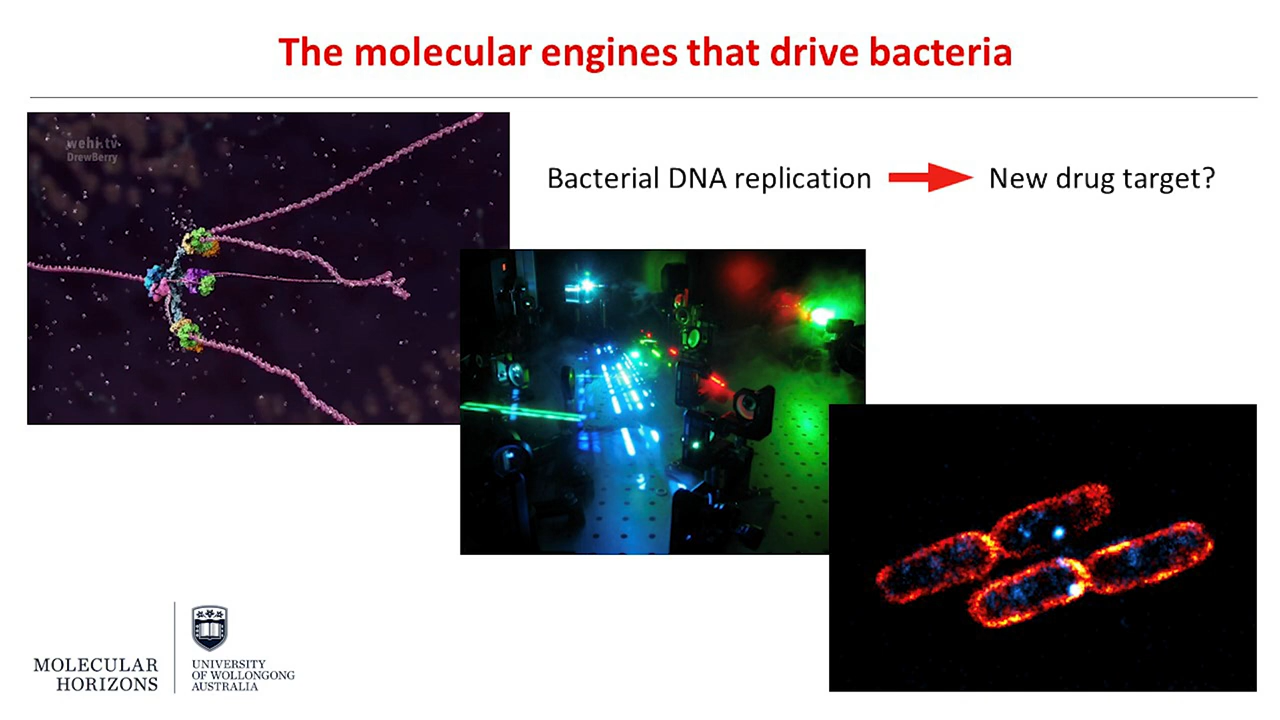 The molecular engines that drive bacteria
wehi.tv
DrewBerry
Bacterial DNA replication
New drug target?
MOLECULAR
HORIZONS
UNIVERSITY
OF WOLLONGONG
AUSTRALIA